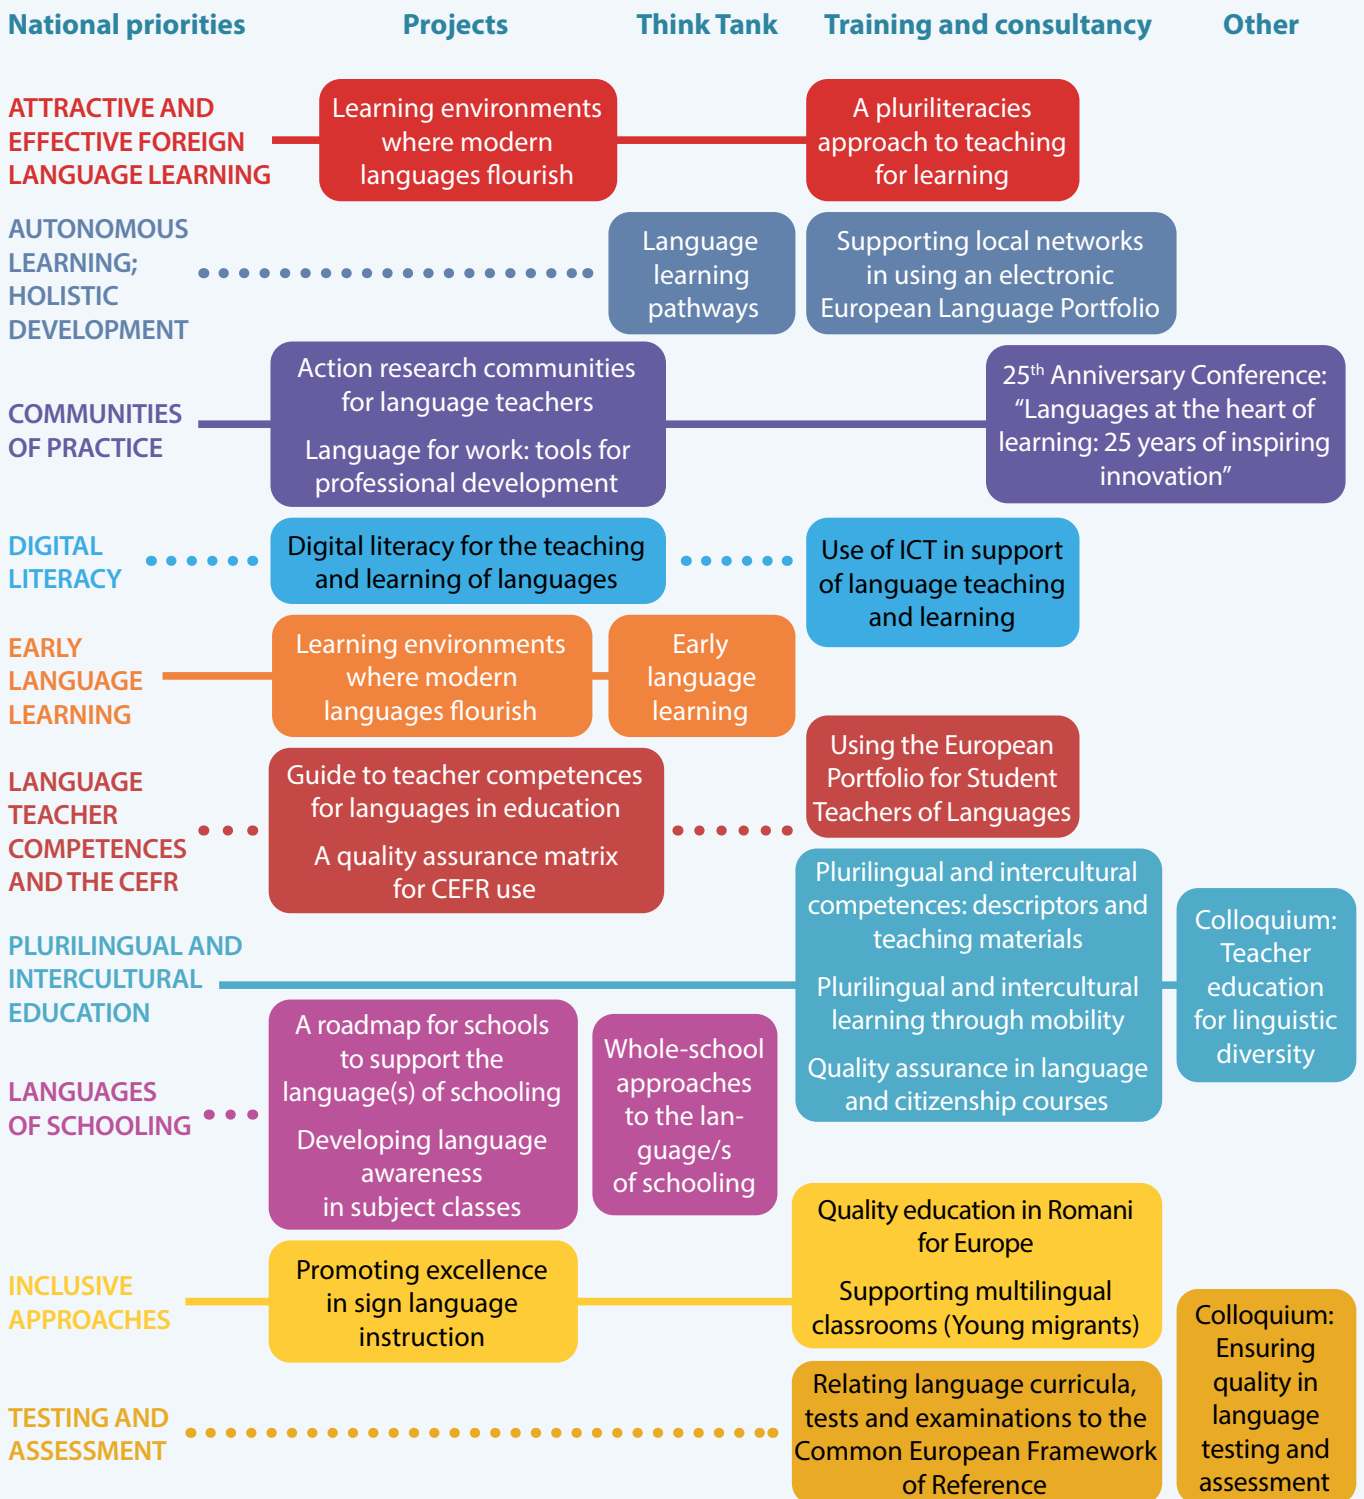 National priorities
Projects
Think Tank
Training and consultancy
Other
ATTRACTIVE AND
EFFECTIVE FOREIGN
LANGUAGE LEARNING
Learning environments
where modern
languages flourish
A pluriliteracies
approach to teaching
for learning
AUTONOMOUS
LEARNING;
HOLISTIC
DEVELOPMENT
Language
learning
pathways
Supporting local networks
in using an electronic
European Language Portfolio
COMMUNITIES
OF PRACTICE
Action research communities
for language teachers
Language for work: tools for
professional development
25th Anniversary Conference:
“Languages at the heart of
learning: 25 years of inspiring
innovation”
DIGITAL
LITERACY
Digital literacy for the teaching
and learning of languages
Use of ICT in support
of language teaching
and learning
EARLY
LANGUAGE
LEARNING
Learning environments
where modern
languages flourish
Early
language
learning
LANGUAGE
TEACHER
COMPETENCES
AND THE CEFR
Guide to teacher competences
for languages in education
A quality assurance matrix
for CEFR use
Using the European
Portfolio for Student
Teachers of Languages
PLURILINGUAL AND
INTERCULTURAL
EDUCATION
Plurilingual and intercultural
competences: descriptors and
teaching materials
Plurilingual and intercultural
learning through mobility
Quality assurance in language
and citizenship courses
Colloquium:
Teacher
education
for linguistic
diversity
LANGUAGES
OF SCHOOLING
A roadmap for schools
to support the
language(s) of schooling
Developing language
awareness
in subject classes
Whole-school
approaches
to the lan-
guage/s
of schooling
INCLUSIVE
APPROACHES
Promoting excellence
in sign language
instruction
Quality education in Romani
for Europe
Supporting multilingual
classrooms (Young migrants)
TESTING AND
ASSESSMENT
Relating language curricula,
tests and examinations to the
Common European Framework
of Reference
Colloquium:
Ensuring
quality in
language
testing and
assessment